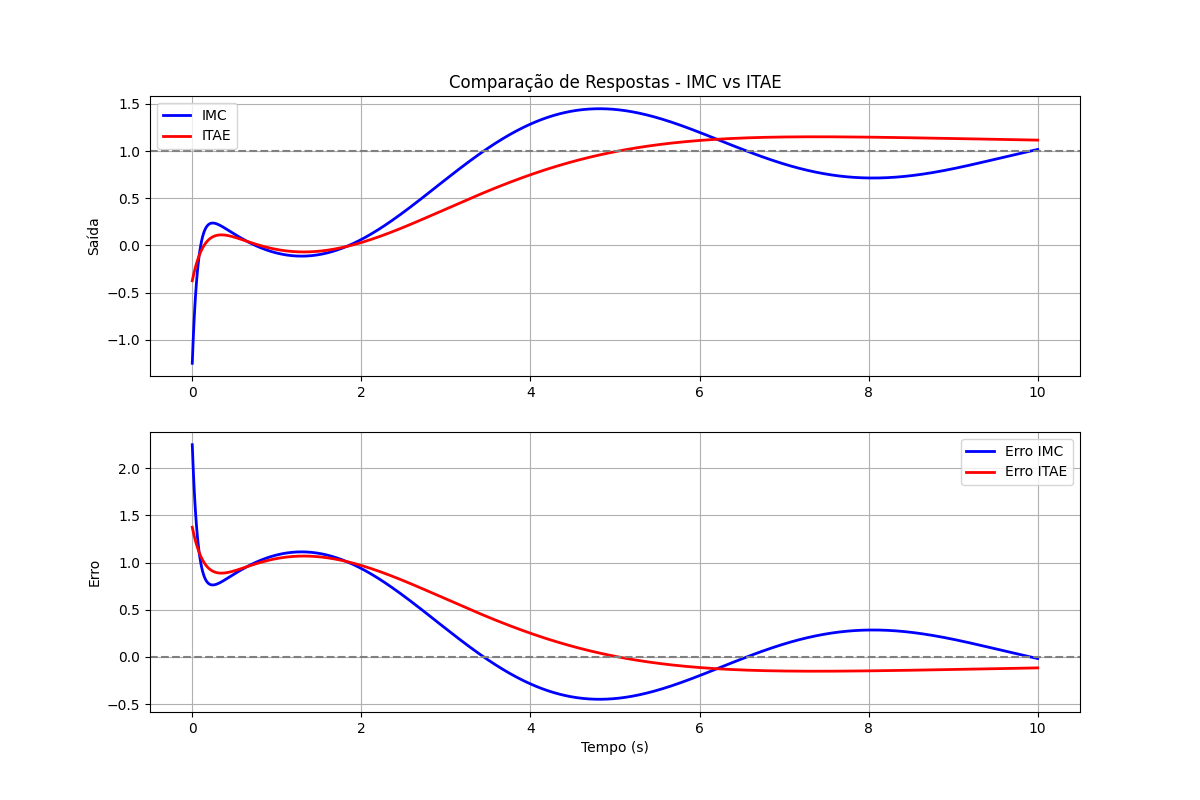 Comparação de Respostas - IMC vs ITAE
IMC
ITAE
Saída
1.5
1.0
0.5
0.0
−0.5
−1.0
0 2 4 6 8 10
Erro IMC
Erro ITAE
Erro
2.0
1.5
1.0
0.5
0.0
−0.5
0 2 4 6 8 10
Tempo (s)